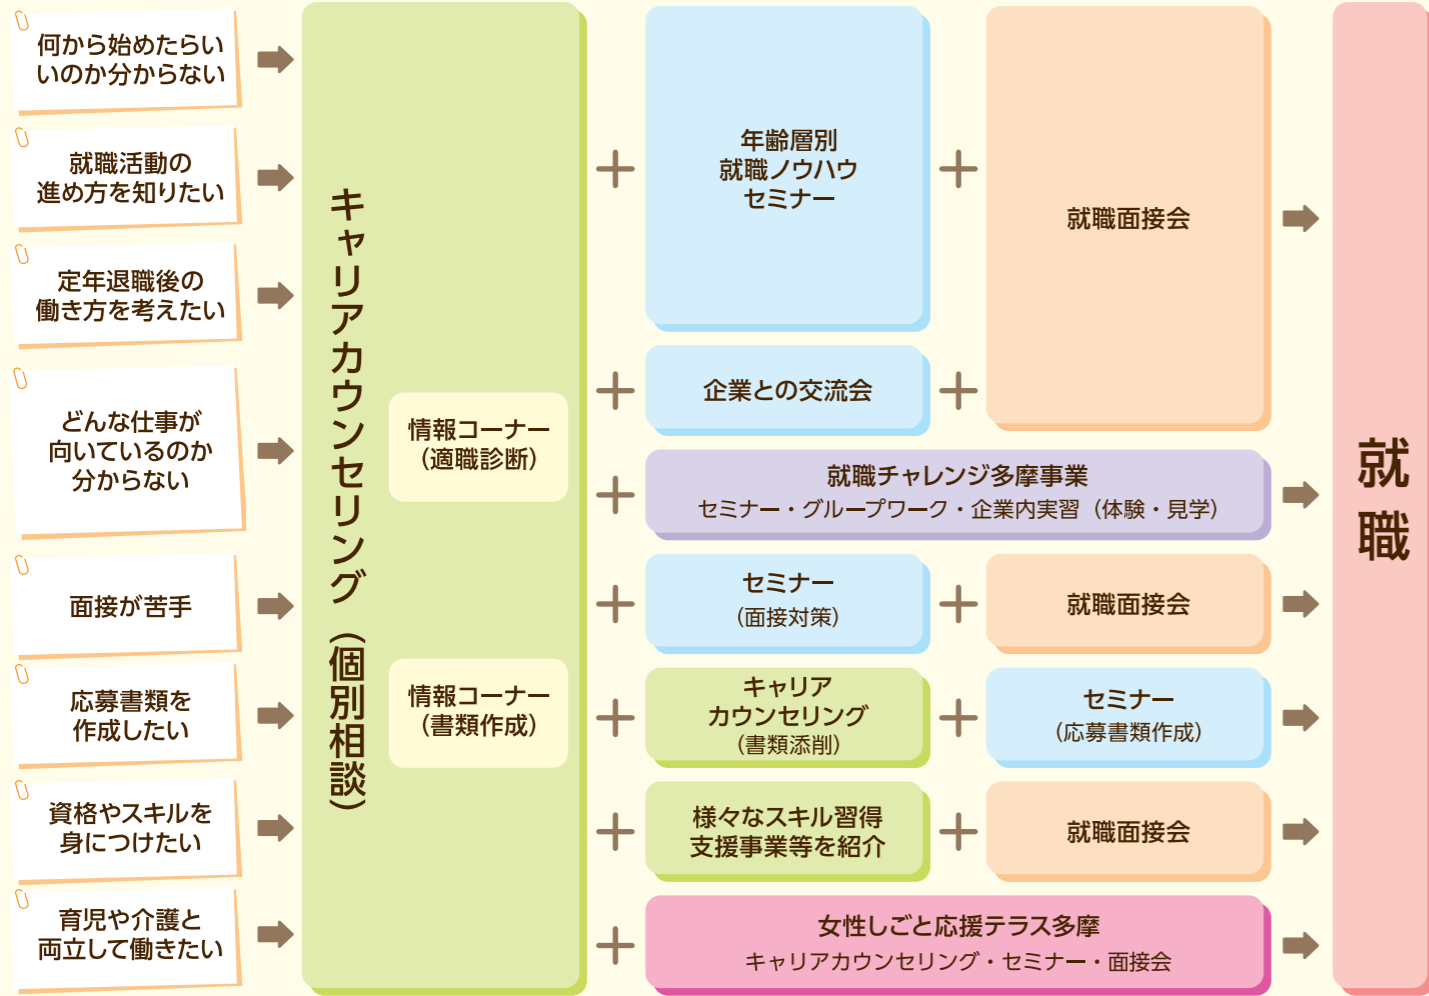 何から始めたらい
いのか分からない
就職活動の
進め方を知りたい
定年退職後の
働き方を考えたい
どんな仕事が
向いているのか
分からない
面接が苦手
応募書類を
作成したい
資格やスキルを
身につけたい
育児や介護と
両立して働きたい
キャリアカウンセリング（個別相談）
情報コーナー
（適職診断）
情報コーナー
（書類作成）
年齢層別
就職ノウハウ
セミナー
就職面接会
企業との交流会
就職チャレンジ多摩事業
セミナー・グループワーク・企業内実習（体験・見学）
セミナー
（面接対策）
就職面接会
キャリア
カウンセリング
（書類添削）
セミナー
（応募書類作成）
様々なスキル習得
支援事業等を紹介
就職面接会
女性しごと応援テラス多摩
キャリアカウンセリング・セミナー・面接会
就職